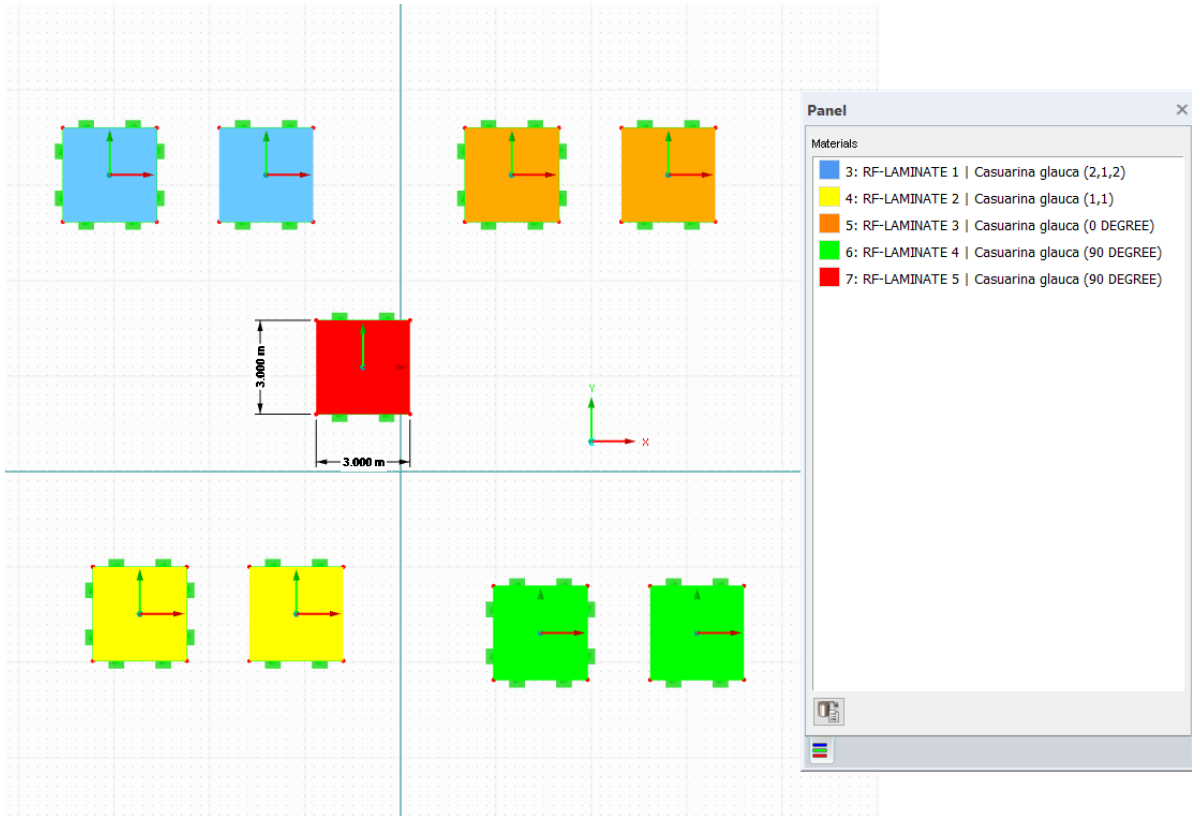 Panel
Materials
3: RF-LAMINATE 1 | Casuarina glauca (2,1,2)
4: RF-LAMINATE 2 | Casuarina glauca (1,1)
5: RF-LAMINATE 3 | Casuarina glauca (0 DEGREE)
6: RF-LAMINATE 4 | Casuarina glauca (90 DEGREE)
7: RF-LAMINATE 5 | Casuarina glauca (90 DEGREE)
3.000 m
3.000 m
Y
X